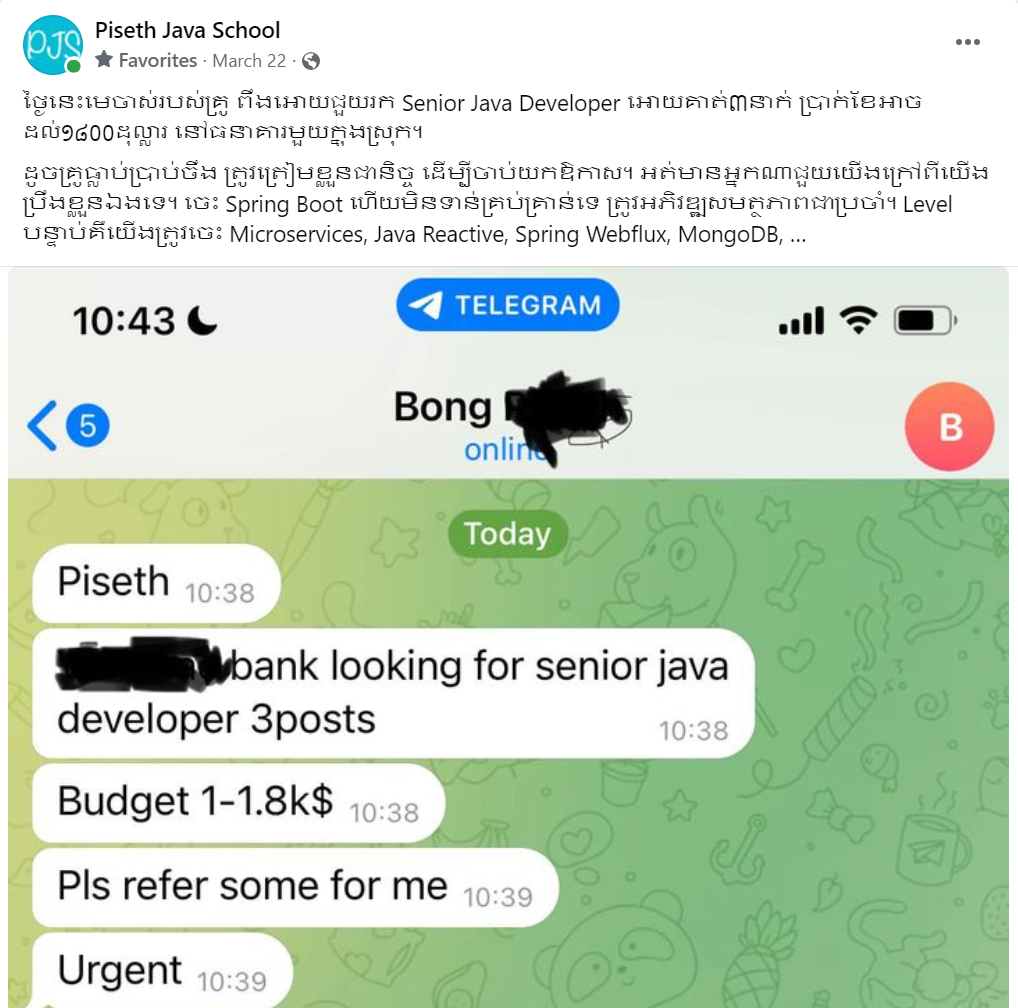 PJS
Piseth Java School
Favorites · March 22 ·
ថ្ងៃនេះមេចាស់របស់គ្រូ ពឹងអោយជួយរក Senior Java Developer អោយគាត់៣នាក់ ប្រាក់ខែអាច
ដល់១៨០០ដុល្លារ នៅធនាគារមួយក្នុងស្រុក។
ដូចគ្រូធ្លាប់ប្រាប់ចឹង ត្រូវត្រៀមខ្លួនជានិច្ច ដើម្បីចាប់យកឱកាស។ អត់មានអ្នកណាជួយយើងក្រៅពីយើង
ប្រឹងខ្លួនឯងទេ។ ចេះ Spring Boot ហើយមិនទាន់គ្រប់គ្រាន់ទេ ត្រូវអភិវឌ្ឍសមត្ថភាពជាប្រចាំ។ Level
បន្ទាប់គឺយើងត្រូវចេះ Microservices, Java Reactive, Spring Webflux, MongoDB, ...
10:43
TELEGRAM
5
Bong
online
B
Today
Piseth 10:38
bank looking for senior java
developer 3posts 10:38
Budget 1-1.8k$ 10:38
Pls refer some for me 10:39
Urgent 10:39